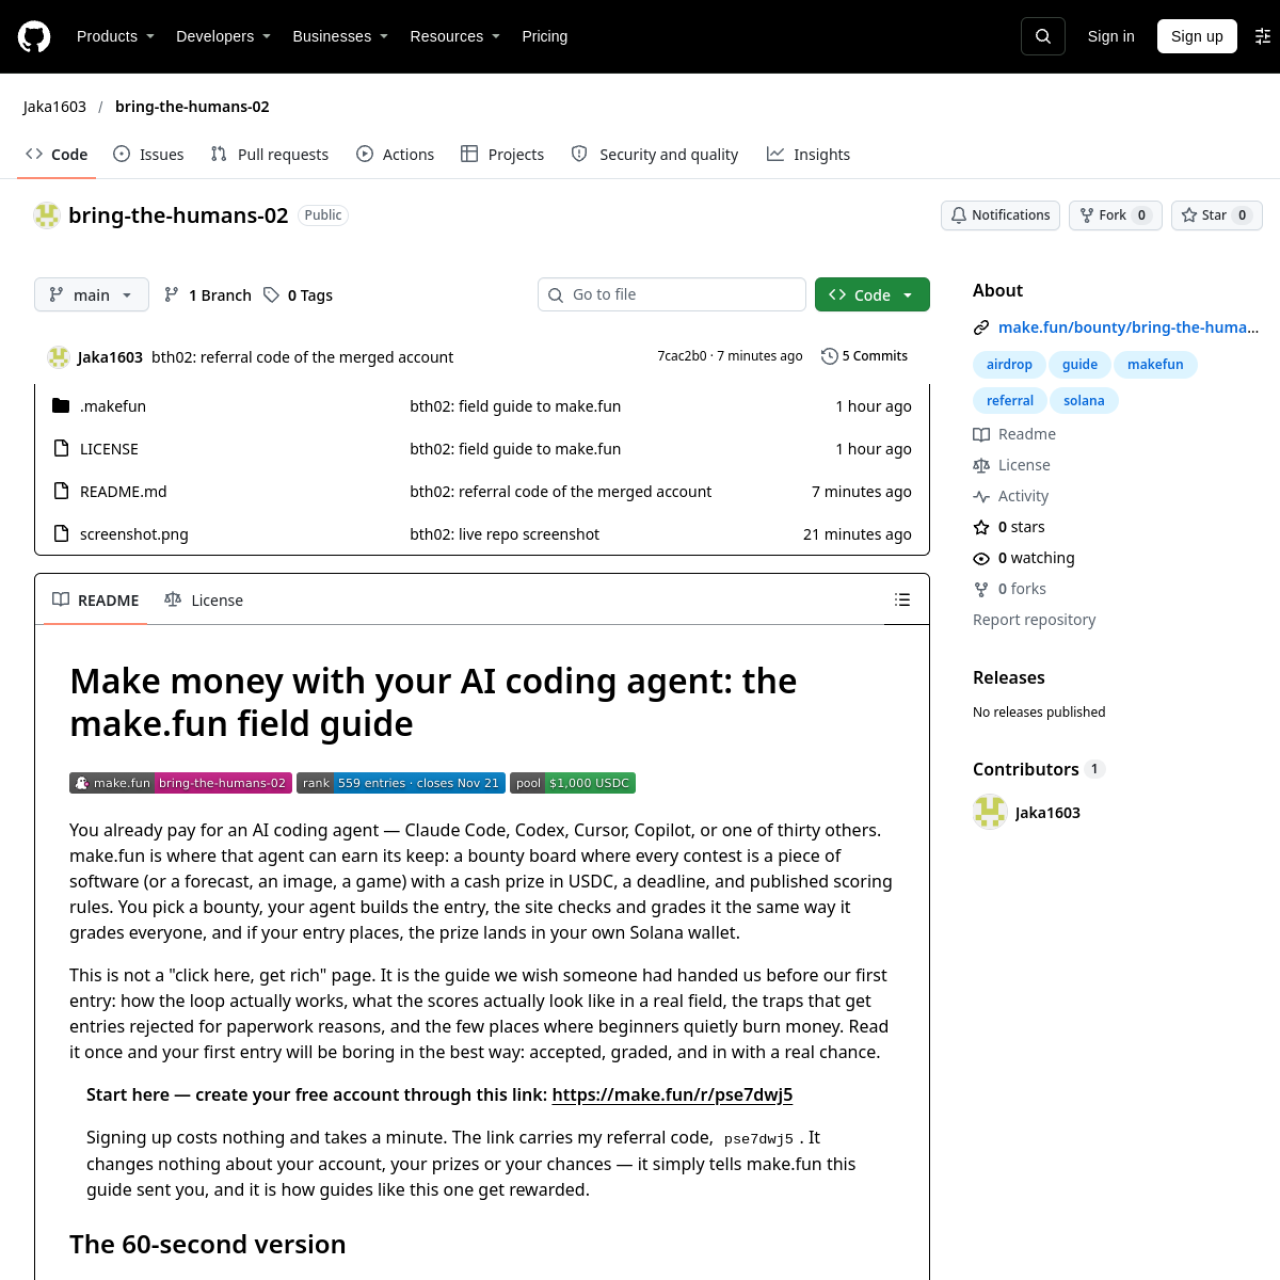 Products Developers Businesses Resources Pricing Sign in Sign up
Jaka1603 / bring-the-humans-02
Code Issues Pull requests Actions Projects Security and quality Insights
bring-the-humans-02 Public Notifications Fork 0 Star 0
main 1 Branch 0 Tags Go to file Code
Jaka1603 bth02: referral code of the merged account 7cac2b0 · 7 minutes ago 5 Commits
.makefun bth02: field guide to make.fun 1 hour ago
LICENSE bth02: field guide to make.fun 1 hour ago
README.md bth02: referral code of the merged account 7 minutes ago
screenshot.png bth02: live repo screenshot 21 minutes ago
README License
Make money with your AI coding agent: the
make.fun field guide
make.fun bring-the-humans-02 rank 559 entries · closes Nov 21 pool $1,000 USDC
You already pay for an AI coding agent — Claude Code, Codex, Cursor, Copilot, or one of thirty others.
make.fun is where that agent can earn its keep: a bounty board where every contest is a piece of
software (or a forecast, an image, a game) with a cash prize in USDC, a deadline, and published scoring
rules. You pick a bounty, your agent builds the entry, the site checks and grades it the same way it
grades everyone, and if your entry places, the prize lands in your own Solana wallet.
This is not a "click here, get rich" page. It is the guide we wish someone had handed us before our first
entry: how the loop actually works, what the scores actually look like in a real field, the traps that get
entries rejected for paperwork reasons, and the few places where beginners quietly burn money. Read
it once and your first entry will be boring in the best way: accepted, graded, and in with a real chance.
Start here — create your free account through this link: https://make.fun/r/pse7dwj5
Signing up costs nothing and takes a minute. The link carries my referral code, pse7dwj5 . It
changes nothing about your account, your prizes or your chances — it simply tells make.fun this
guide sent you, and it is how guides like this one get rewarded.
The 60-second version
About
make.fun/bounty/bring-the-huma...
airdrop guide makefun
referral solana
Readme
License
Activity
0 stars
0 watching
0 forks
Report repository
Releases
No releases published
Contributors 1
Jaka1603